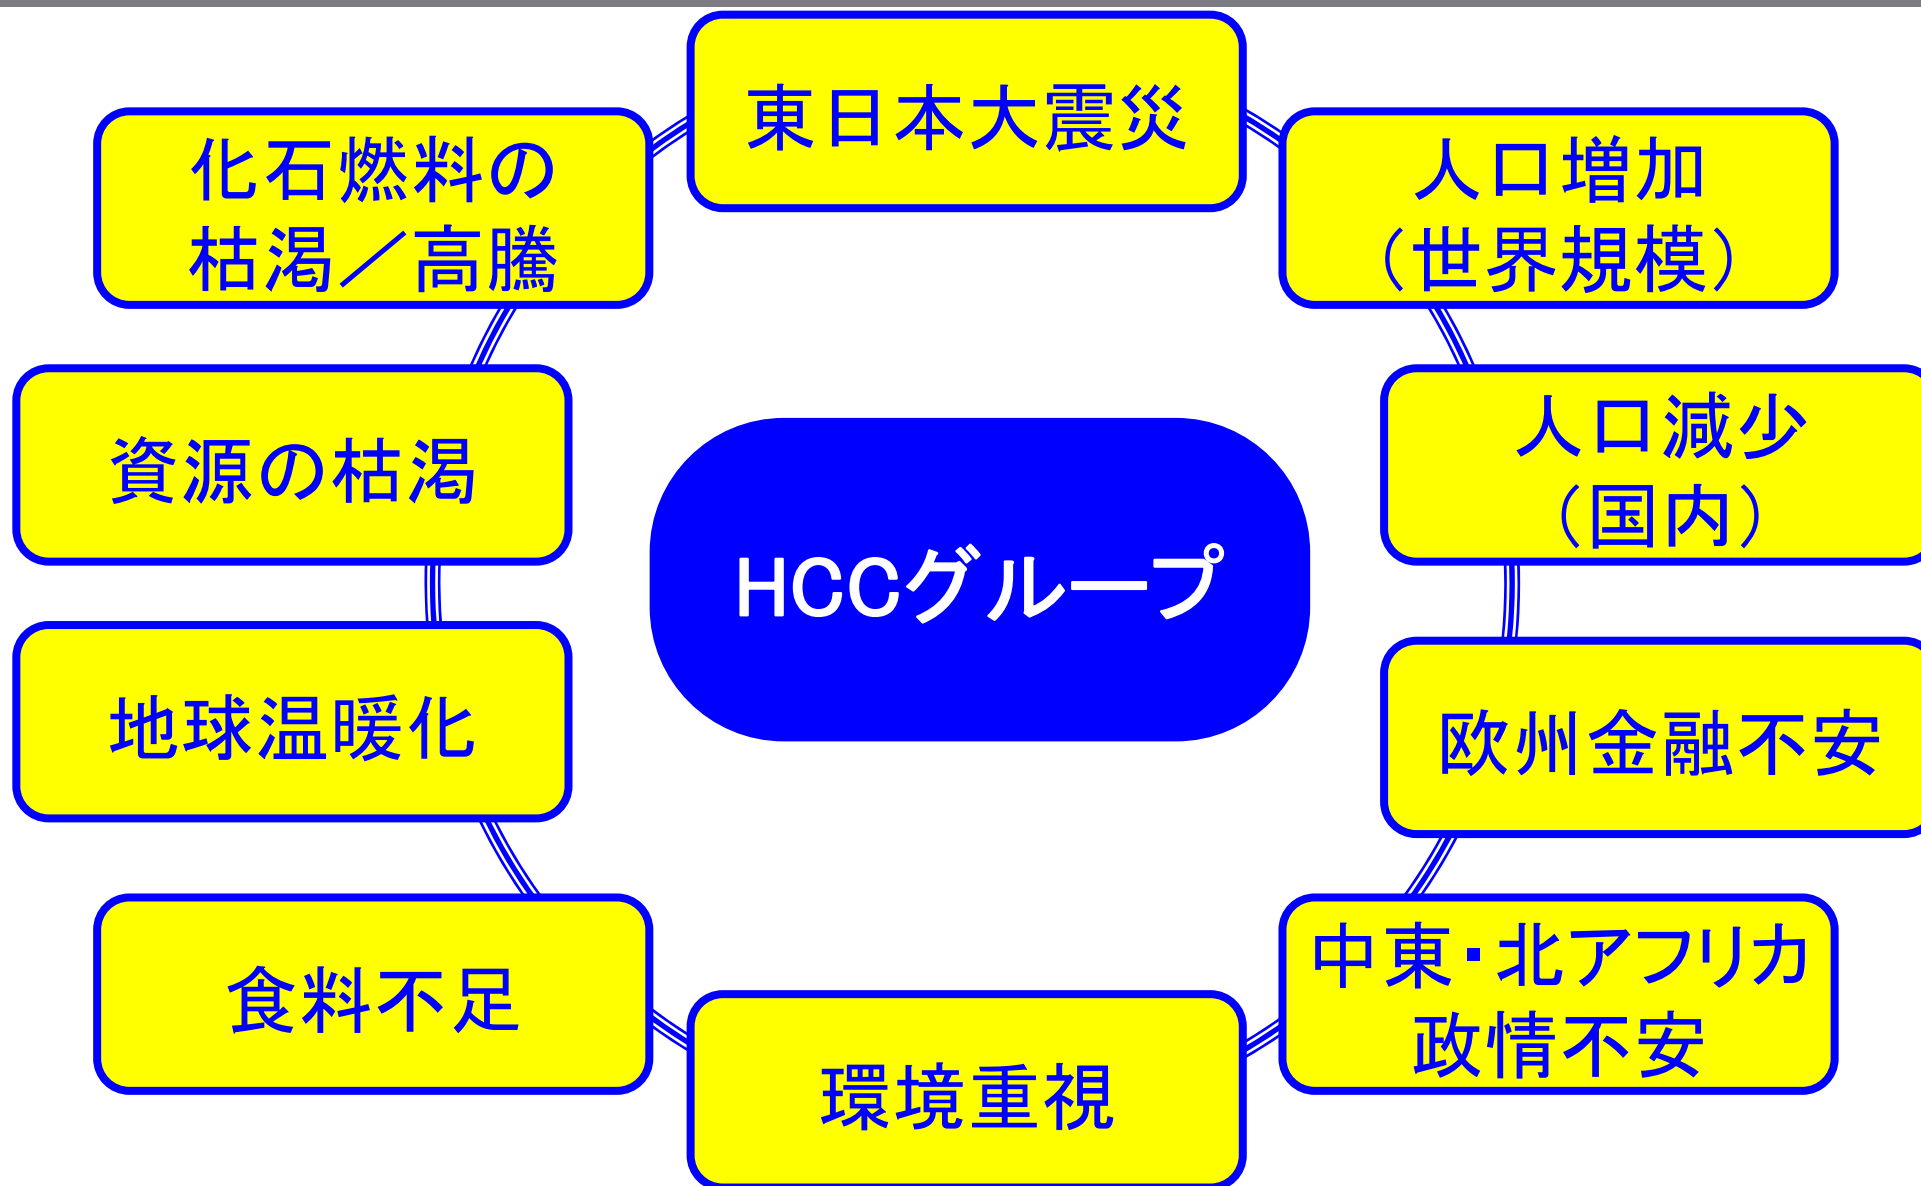 東日本大震災
化石燃料の
枯渇／高騰
人口増加
（世界規模）
資源の枯渇
人口減少
（国内）
HCCグループ
地球温暖化
欧州金融不安
食料不足
中東・北アフリカ
政情不安
環境重視